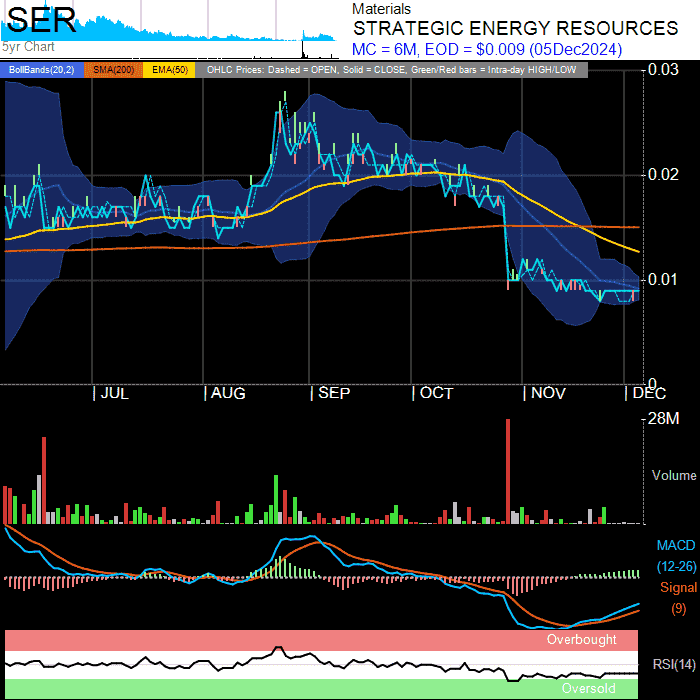 SER
5yr Chart
Materials
STRATEGIC ENERGY RESOURCES
MC = 6M, EOD = $0.009 (05Dec2024)
BollBands(20,2) SMA(200) EMA(50) OHLC Prices: Dashed = OPEN, Solid = CLOSE, Green/Red bars = Intra-day HIGH/LOW
0.03
0.02
0.01
0
| JUL | AUG | SEP | OCT | NOV | DEC
28M
Volume
MACD
(12-26)
Signal
(9)
Overbought
RSI(14)
Oversold